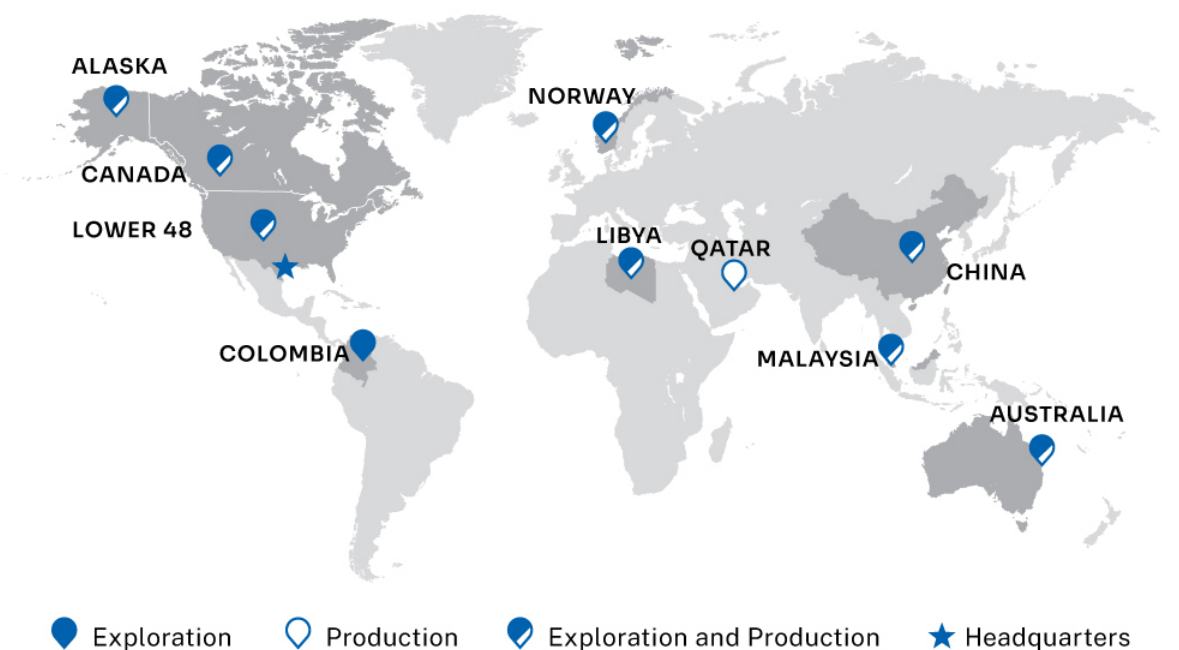 ALASKA
NORWAY
CANADA
LOWER 48
LIBYA
QATAR
CHINA
COLOMBIA
MALAYSIA
AUSTRALIA
Exploration
Production
Exploration and Production
Headquarters